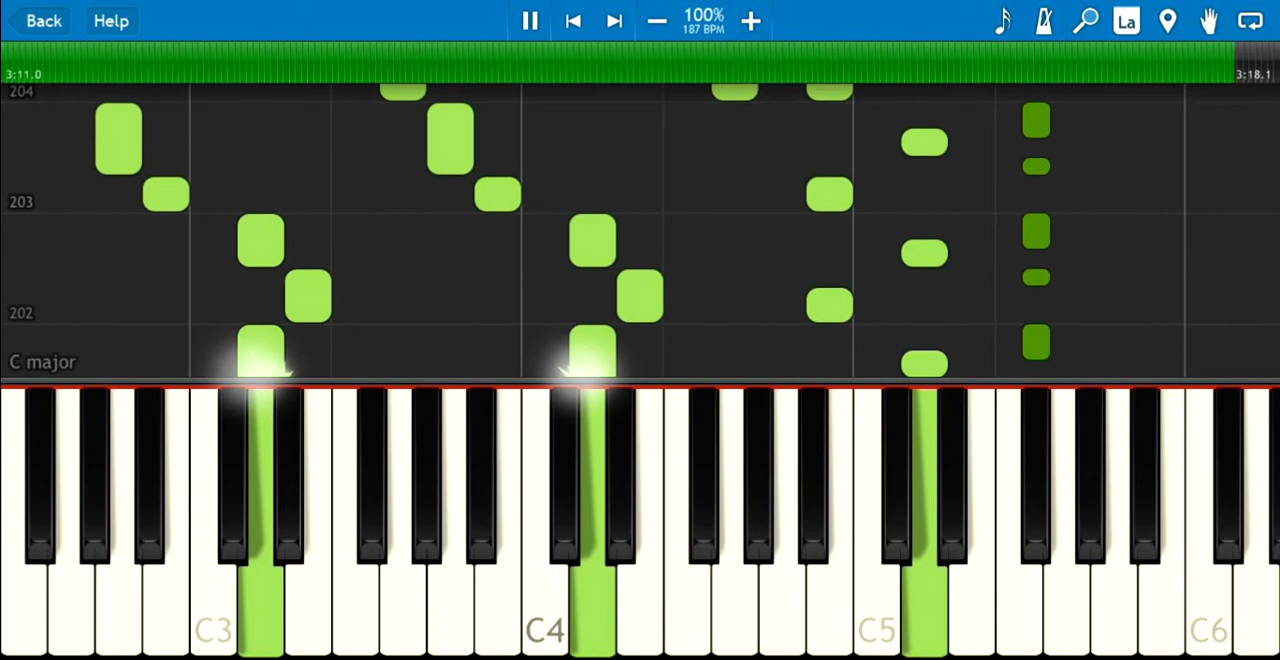 Back
Help
100%
187 BPM
La
3:11.0
3:18.1
204
203
202
C major
C3
C4
C5
C6